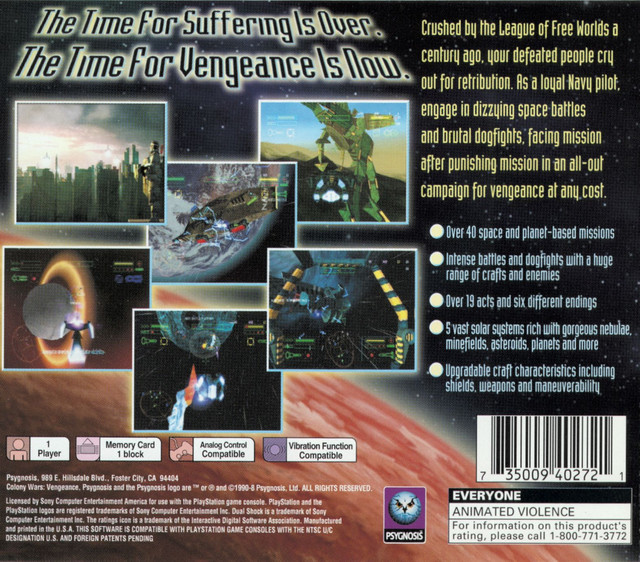 The Time For Suffering Is Over.
The Time For Vengeance Is Now.
Crushed by the League of Free Worlds a
century ago, your defeated people cry
out for retribution. As a loyal Navy pilot,
engage in dizzying space battles
and brutal dogfights, facing mission
after punishing mission in an all-out
campaign for vengeance at any cost.
Over 40 space and planet-based missions
Intense battles and dogfights with a huge
range of crafts and enemies
Over 19 acts and six different endings
5 vast solar systems rich with gorgeous nebulae,
minefields, asteroids, planets and more
Upgradable craft characteristics including
shields, weapons and maneuverability
1
Player
Memory Card
1 block
Analog Control
Compatible
Vibration Function
Compatible
Psygnosis, 989 E. Hillsdale Blvd., Foster City, CA 94404
Colony Wars: Vengeance, Psygnosis and the Psygnosis logo are ™ or ® and ©1990-8 Psygnosis, Ltd. ALL RIGHTS RESERVED.
Licensed by Sony Computer Entertainment America for use with the PlayStation game console. PlayStation and the
PlayStation logos are registered trademarks of Sony Computer Entertainment Inc. Dual Shock is a trademark of Sony
Computer Entertainment Inc. The ratings icon is a trademark of the Interactive Digital Software Association. Manufactured
and printed in the U.S.A. THIS SOFTWARE IS COMPATIBLE WITH PLAYSTATION GAME CONSOLES WITH THE NTSC U/C
DESIGNATION U.S. AND FOREIGN PATENTS PENDING
PSYGNOSIS
7 35009 40272 1
EVERYONE
ANIMATED VIOLENCE
For information on this product's
rating, please call 1-800-771-3772